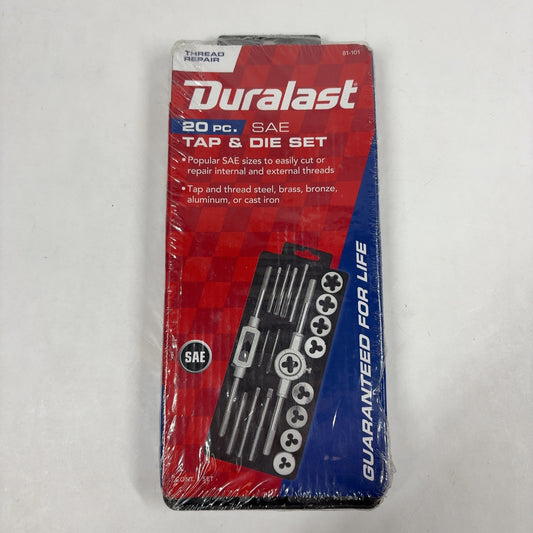 THREAD
REPAIR
81-101
Duralast
20 PC. SAE
TAP & DIE SET
• Popular SAE sizes to easily cut or
repair internal and external threads
• Tap and thread steel, brass, bronze,
aluminum, or cast iron
SAE
GUARANTEED FOR LIFE
CONT. 1 SET